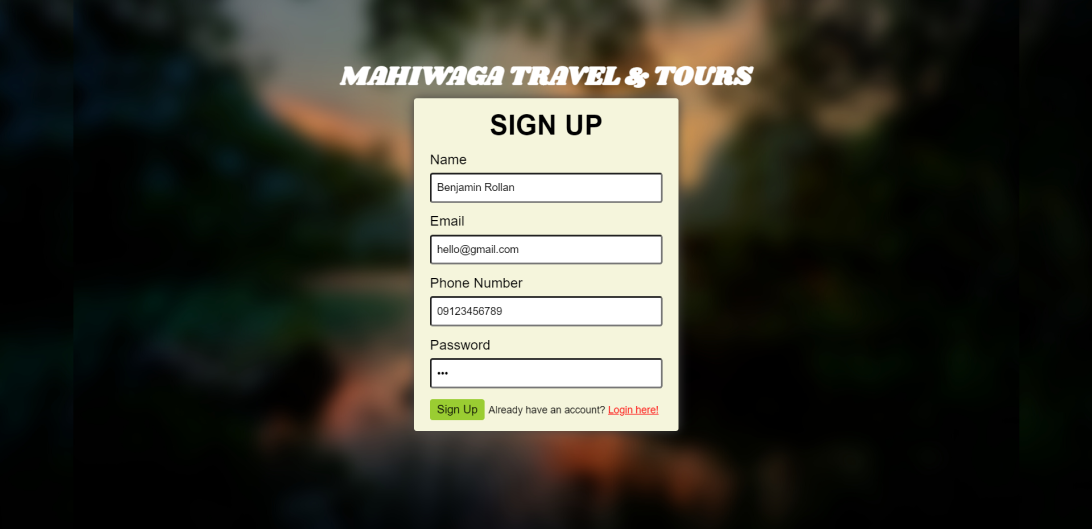 MAHIWAGA TRAVEL & TOURS
SIGN UP
Name
Benjamin Rollan
Email
hello@gmail.com
Phone Number
09123456789
Password
•••
Sign Up Already have an account? Login here!